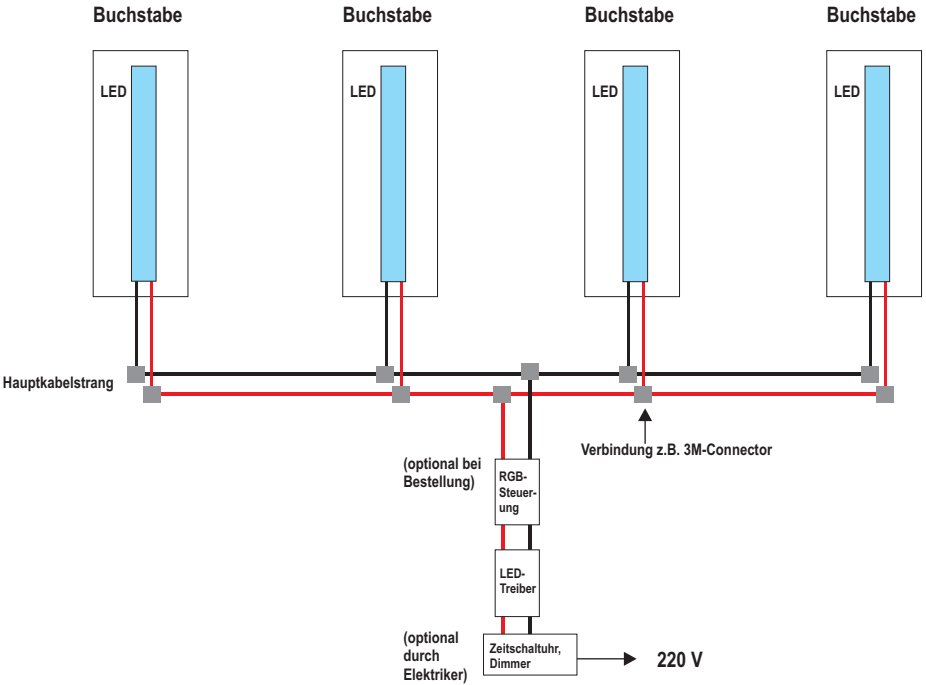 Buchstabe Buchstabe Buchstabe Buchstabe
LED LED LED LED
Hauptkabelstrang
Verbindung z.B. 3M-Connector
(optional bei
Bestellung)
RGB-
Steuer-
ung
LED-
Treiber
(optional
durch
Elektriker)
Zeitschaltuhr,
Dimmer
220 V